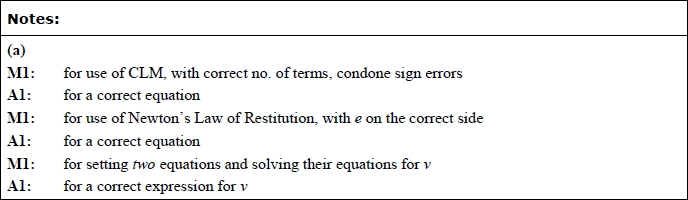 Notes:
(a)
M1: for use of CLM, with correct no. of terms, condone sign errors
A1: for a correct equation
M1: for use of Newton's Law of Restitution, with e on the correct side
A1: for a correct equation
M1: for setting two equations and solving their equations for v
A1: for a correct expression for v